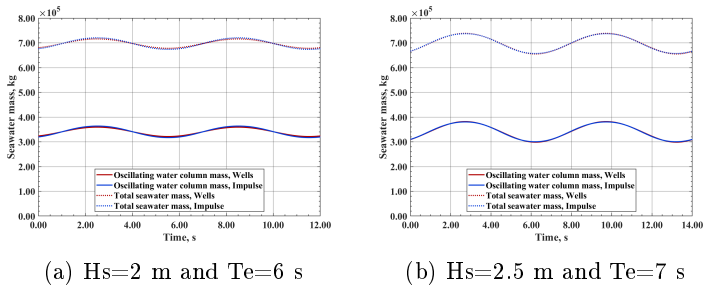 ×10⁵
8.00
7.00
6.00
5.00
4.00
3.00
2.00
1.00
0.00
Seawater mass, kg
Oscillating water column mass, Wells
Oscillating water column mass, Impulse
Total seawater mass, Wells
Total seawater mass, Impulse
0.00 2.00 4.00 6.00 8.00 10.00 12.00
Time, s
(a) Hs=2 m and Te=6 s
×10⁵
8.00
7.00
6.00
5.00
4.00
3.00
2.00
1.00
0.00
Seawater mass, kg
Oscillating water column mass, Wells
Oscillating water column mass, Impulse
Total seawater mass, Wells
Total seawater mass, Impulse
0.00 2.00 4.00 6.00 8.00 10.00 12.00 14.00
Time, s
(b) Hs=2.5 m and Te=7 s